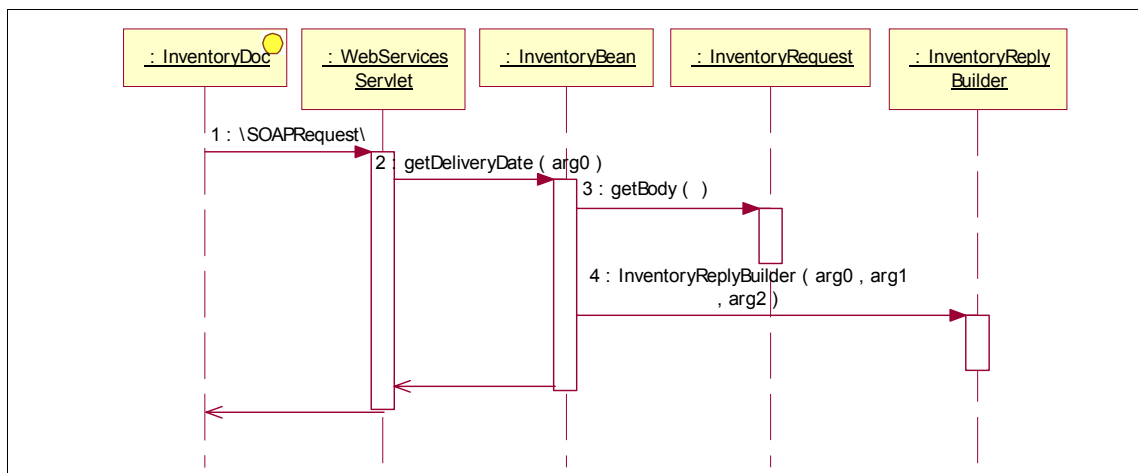 : InventoryDoc
: WebServices
Servlet
: InventoryBean
: InventoryRequest
: InventoryReply
Builder
1 : \SOAPRequest\
2 : getDeliveryDate ( arg0 )
3 : getBody ( )
4 : InventoryReplyBuilder ( arg0 , arg1
, arg2 )